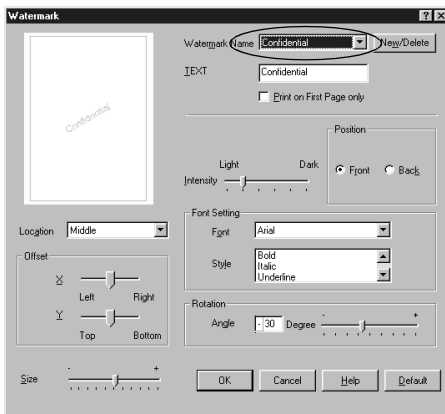 Watermark
Watermark Name Confidential New/Delete
TEXT Confidential
Print on First Page only
Confidential
Position
Light Dark
Intensity
Front Back
Location Middle
Font Setting
Font Arial
Style Bold
Italic
Underline
Offset
X
Left Right
Y
Top Bottom
Rotation
Angle - 30 Degree - +
Size - +
OK Cancel Help Default